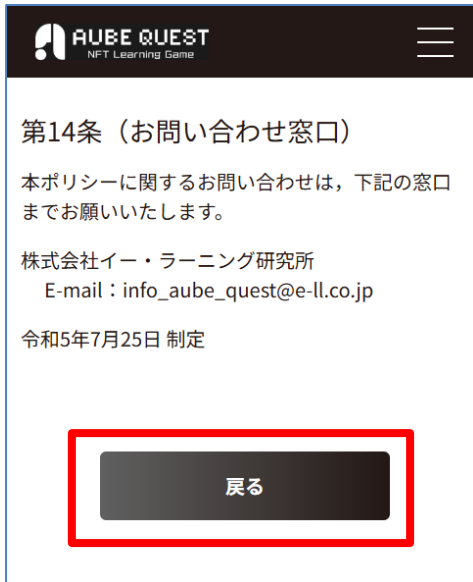 AUBE QUEST
NFT Learning Game
第14条（お問い合わせ窓口）
本ポリシーに関するお問い合わせは，下記の窓口
までお願いいたします。
株式会社イー・ラーニング研究所
E-mail：info_aube_quest@e-ll.co.jp
令和5年7月25日 制定
戻る